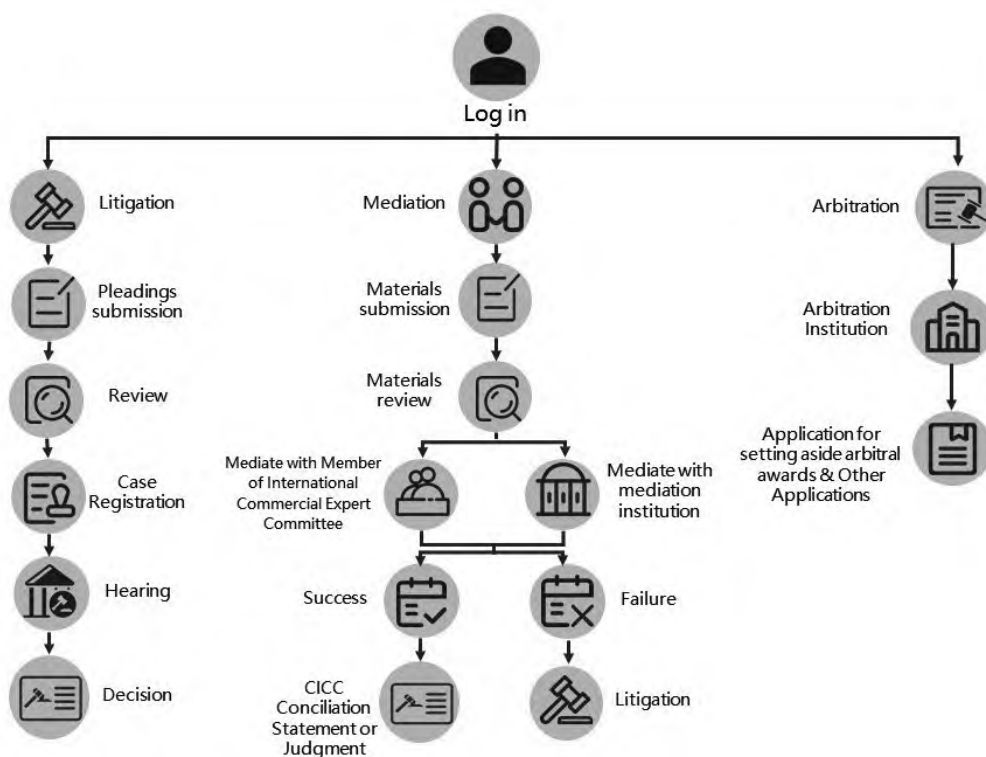 Log in
Litigation
Pleadings
submission
Review
Case
Registration
Hearing
Decision
Mediation
Materials
submission
Materials
review
Mediate with Member
of International
Commercial Expert
Committee
Mediate with
mediation
institution
Success
Failure
CICC
Conciliation
Statement or
Judgment
Litigation
Arbitration
Arbitration
Institution
Application for
setting aside arbitral
awards & Other
Applications